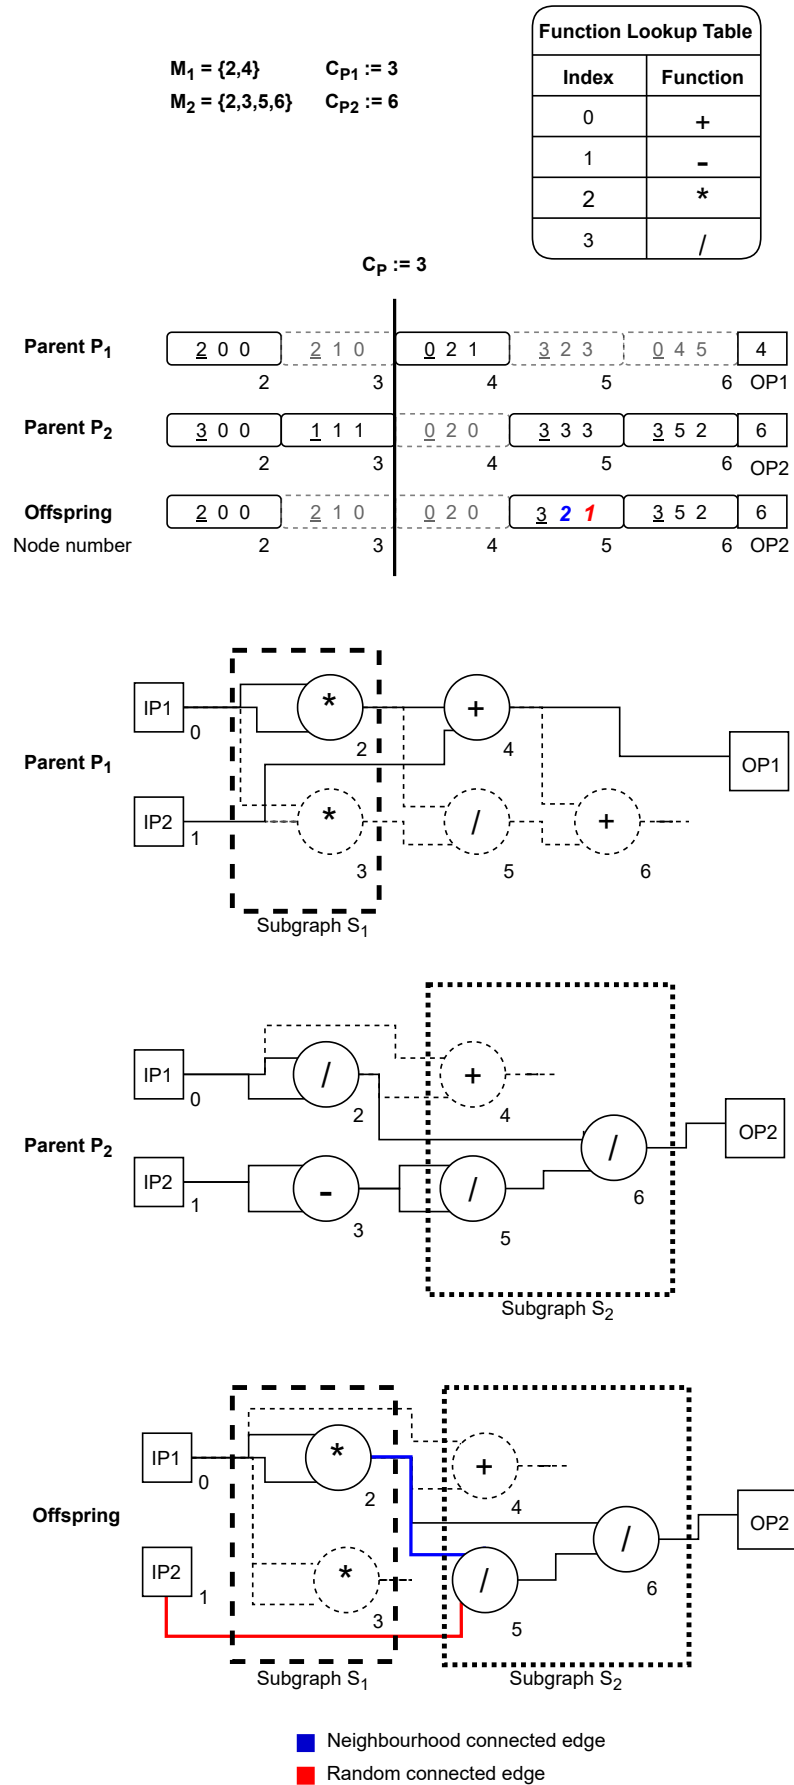 Function Lookup Table
Index Function
0 +
1 -
2 *
3 /
M1 = {2,4} CP1 := 3
M2 = {2,3,5,6} CP2 := 6
CP := 3
Parent P1 2 0 0 2 1 0 0 2 1 3 2 3 0 4 5 4
2 3 4 5 6 OP1
Parent P2 3 0 0 1 1 1 0 2 0 3 3 3 3 5 2 6
2 3 4 5 6 OP2
Offspring 2 0 0 2 1 0 0 2 0 3 2 1 3 5 2 6
Node number 2 3 4 5 6 OP2
IP1 * +
0 2 4
Parent P1 OP1
IP2 * / +
1 3 5 6
Subgraph S1
IP1 / +
0 2 4
Parent P2 / OP2
IP2 - / 6
1 3 5
Subgraph S2
IP1 * +
0 2 4
Offspring / OP2
IP2 * / 6
1 3 5
Subgraph S1 Subgraph S2
Neighbourhood connected edge
Random connected edge